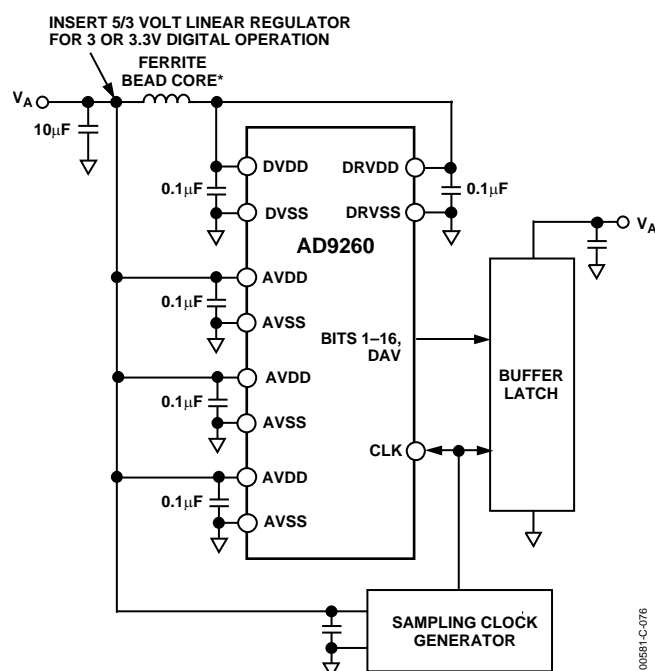 INSERT 5/3 VOLT LINEAR REGULATOR
FOR 3 OR 3.3V DIGITAL OPERATION
FERRITE
BEAD CORE*
VA
10μF
DVDD
DRVDD
0.1μF
0.1μF
DVSS
DRVSS
AD9260
VA
AVDD
0.1μF
AVSS
BITS 1–16,
DAV
BUFFER
LATCH
AVDD
0.1μF
AVSS
CLK
AVDD
0.1μF
AVSS
SAMPLING CLOCK
GENERATOR
00581-C-076